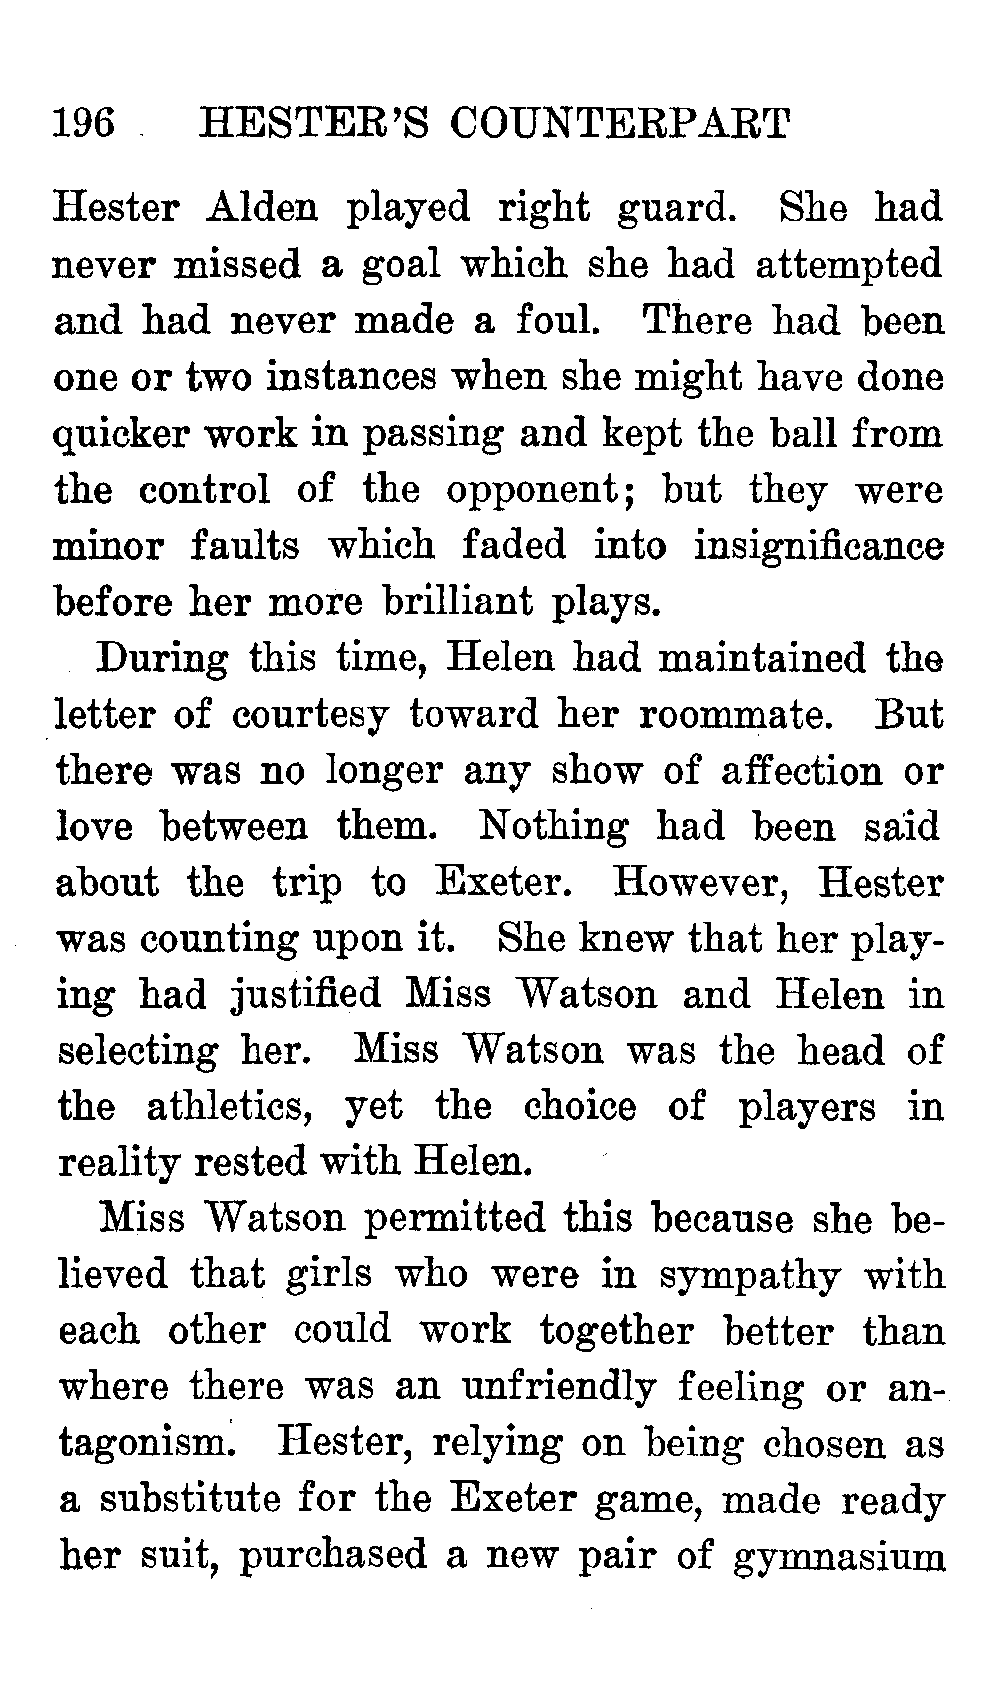 196 HESTER'S COUNTERPART
Hester Alden played right guard. She had
never missed a goal which she had attempted
and had never made a foul. There had been
one or two instances when she might have done
quicker work in passing and kept the ball from
the control of the opponent; but they were
minor faults which faded into insignificance
before her more brilliant plays.
During this time, Helen had maintained the
letter of courtesy toward her roommate. But
there was no longer any show of affection or
love between them. Nothing had been said
about the trip to Exeter. However, Hester
was counting upon it. She knew that her play-
ing had justified Miss Watson and Helen in
selecting her. Miss Watson was the head of
the athletics, yet the choice of players in
reality rested with Helen.
Miss Watson permitted this because she be-
lieved that girls who were in sympathy with
each other could work together better than
where there was an unfriendly feeling or an-
tagonism. Hester, relying on being chosen as
a substitute for the Exeter game, made ready
her suit, purchased a new pair of gymnasium